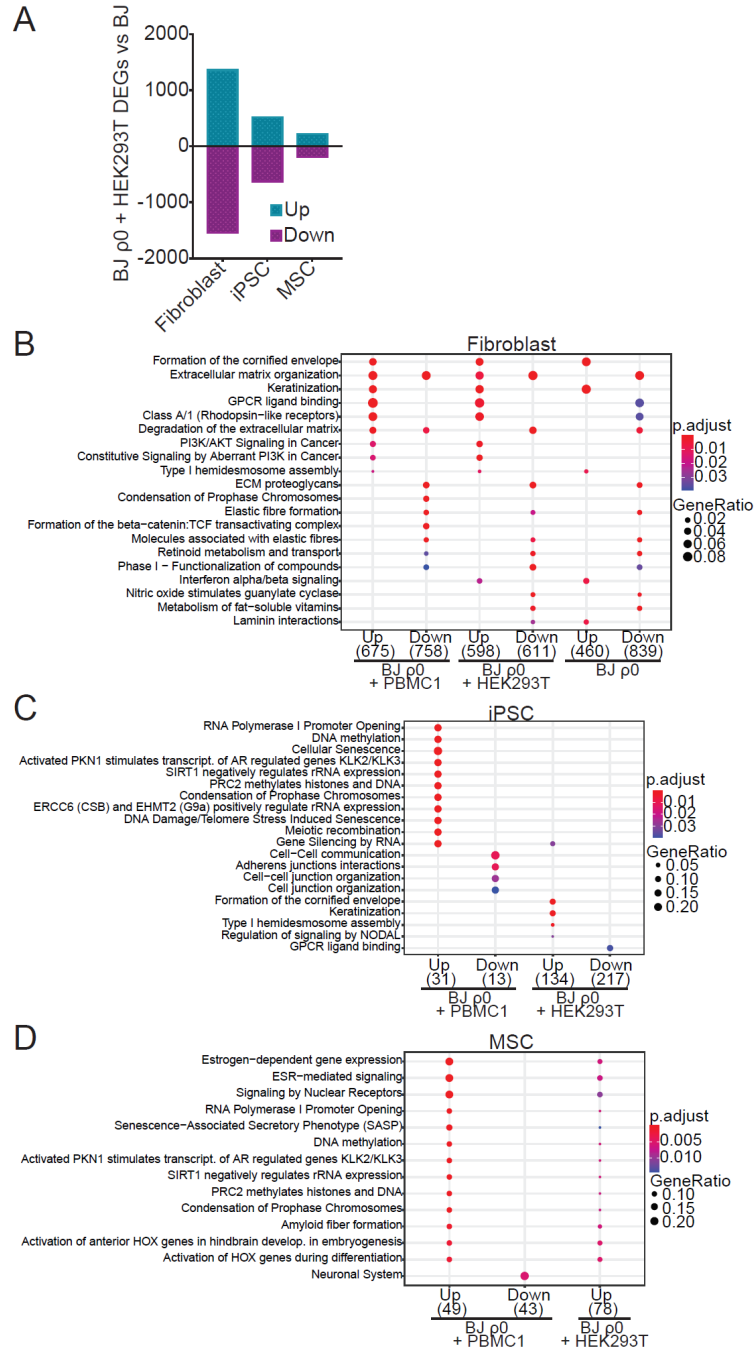 A
BJ ρ0 + HEK293T DEGs vs BJ
2000
1000
0
-1000
-2000
Up
Down
Fibroblast
iPSC
MSC
B
Fibroblast
Formation of the cornified envelope
Extracellular matrix organization
Keratinization
GPCR ligand binding
Class A/1 (Rhodopsin-like receptors)
Degradation of the extracellular matrix
PI3K/AKT Signaling in Cancer
Constitutive Signaling by Aberrant PI3K in Cancer
Type I hemidesmosome assembly
ECM proteoglycans
Condensation of Prophase Chromosomes
Elastic fibre formation
Formation of the beta-catenin:TCF transactivating complex
Molecules associated with elastic fibres
Retinoid metabolism and transport
Phase I − Functionalization of compounds
Interferon alpha/beta signaling
Nitric oxide stimulates guanylate cyclase
Metabolism of fat-soluble vitamins
Laminin interactions
p.adjust
0.01
0.02
0.03
GeneRatio
0.02
0.04
0.06
0.08
Up Down Up Down Up Down
(675) (758) (598) (611) (460) (839)
BJ ρ0 BJ ρ0 BJ ρ0
+ PBMC1 + HEK293T
C
iPSC
RNA Polymerase I Promoter Opening
DNA methylation
Cellular Senescence
Activated PKN1 stimulates transcript. of AR regulated genes KLK2/KLK3
SIRT1 negatively regulates rRNA expression
PRC2 methylates histones and DNA
Condensation of Prophase Chromosomes
ERCC6 (CSB) and EHMT2 (G9a) positively regulate rRNA expression
DNA Damage/Telomere Stress Induced Senescence
Meiotic recombination
Gene Silencing by RNA
Cell−Cell communication
Adherens junctions interactions
Cell−cell junction organization
Cell junction organization
Formation of the cornified envelope
Keratinization
Type I hemidesmosome assembly
Regulation of signaling by NODAL
GPCR ligand binding
p.adjust
0.01
0.02
0.03
GeneRatio
0.05
0.10
0.15
0.20
Up Down Up Down
(31) (13) (134) (217)
BJ ρ0 BJ ρ0
+ PBMC1 + HEK293T
D
MSC
Estrogen−dependent gene expression
ESR−mediated signaling
Signaling by Nuclear Receptors
RNA Polymerase I Promoter Opening
Senescence−Associated Secretory Phenotype (SASP)
DNA methylation
Activated PKN1 stimulates transcript. of AR regulated genes KLK2/KLK3
SIRT1 negatively regulates rRNA expression
PRC2 methylates histones and DNA
Condensation of Prophase Chromosomes
Amyloid fiber formation
Activation of anterior HOX genes in hindbrain develop. in embryogenesis
Activation of HOX genes during differentiation
Neuronal System
p.adjust
0.005
0.010
GeneRatio
0.10
0.15
0.20
Up Down Up
(49) (43) (78)
BJ ρ0 BJ ρ0
+ PBMC1 + HEK293T